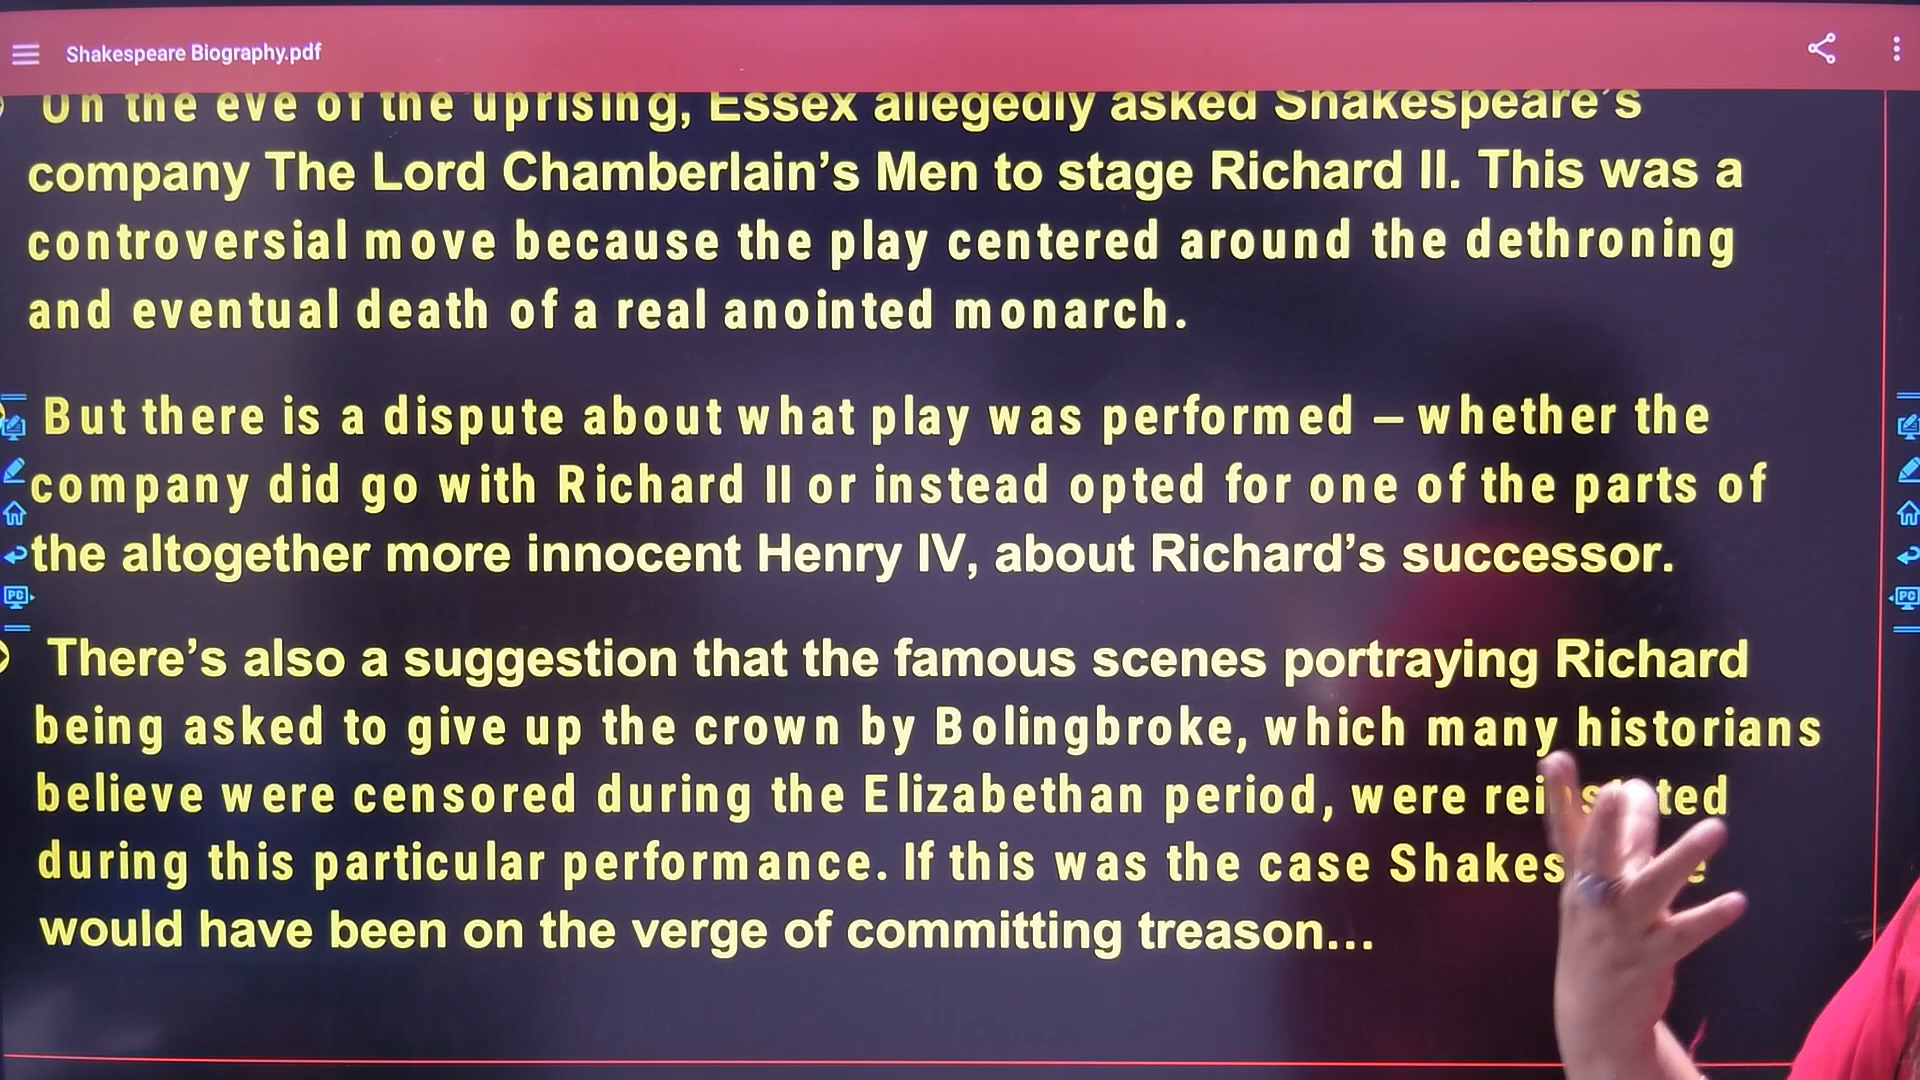 Shakespeare Biography.pdf
On the eve of the uprising, Essex allegedly asked Shakespeare's
company The Lord Chamberlain’s Men to stage Richard II. This was a
controversial move because the play centered around the dethroning
and eventual death of a real anointed monarch.
But there is a dispute about what play was performed – whether the
company did go with Richard II or instead opted for one of the parts of
the altogether more innocent Henry IV, about Richard’s successor.
There’s also a suggestion that the famous scenes portraying Richard
being asked to give up the crown by Bolingbroke, which many historians
believe were censored during the Elizabethan period, were
during this particular performance. If this was the case
would have been on the verge of committing treason...
PC
PC